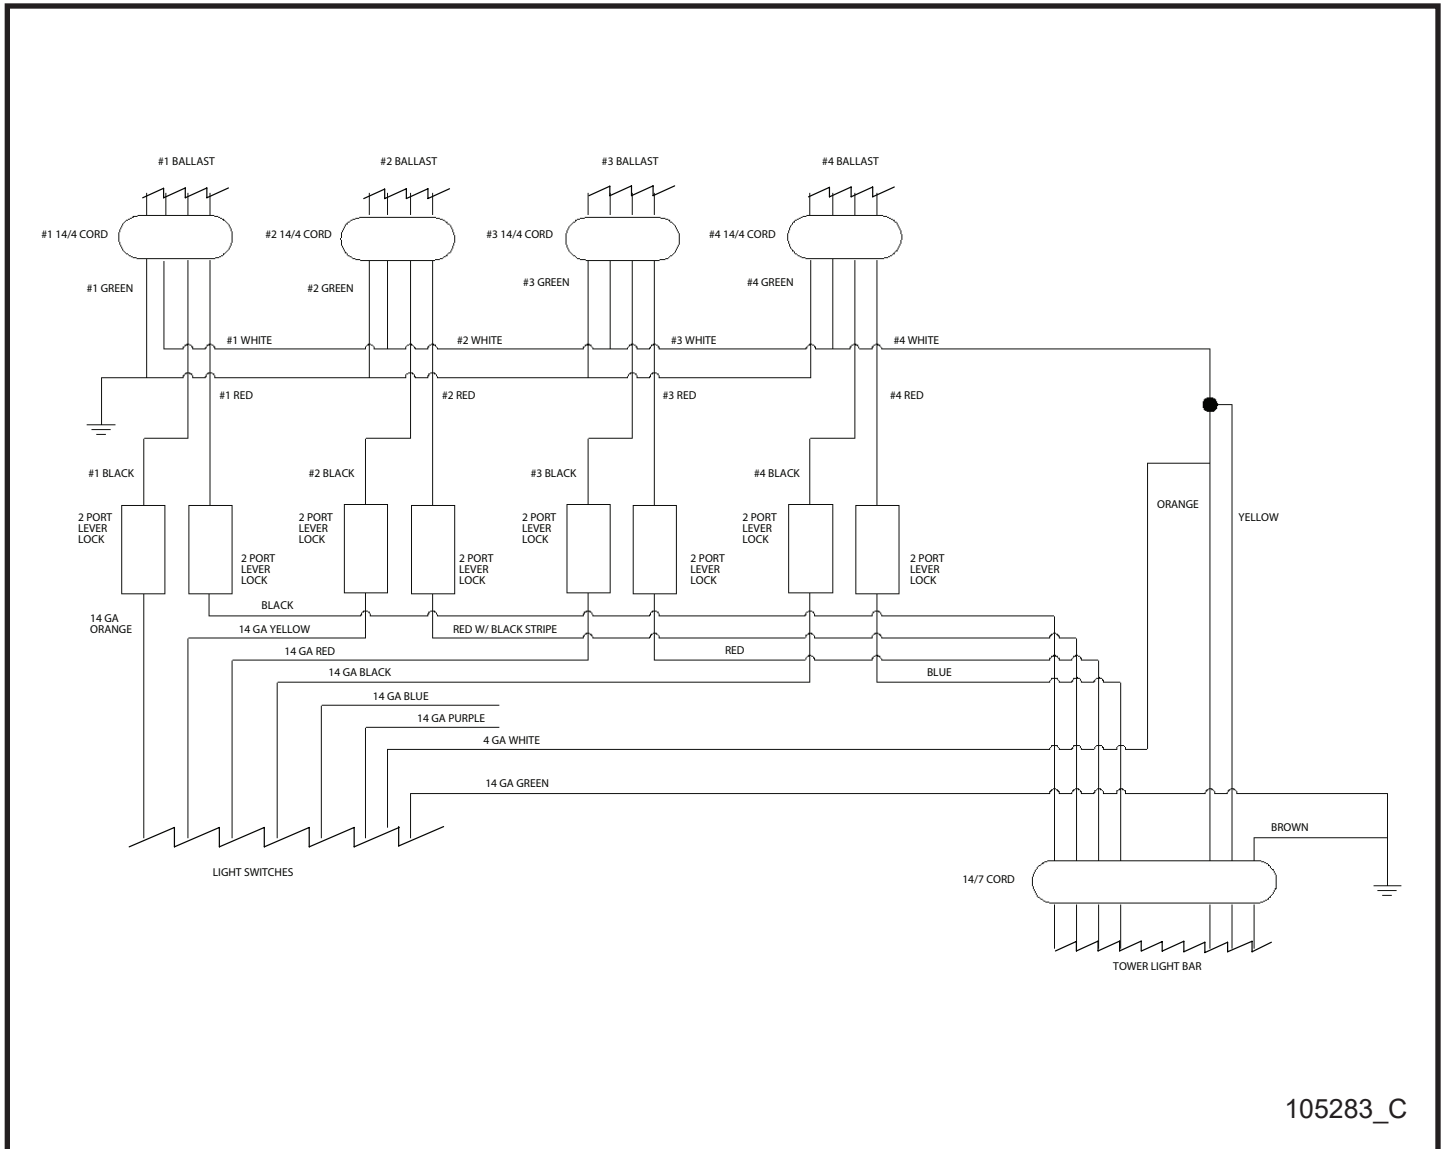 #1 BALLAST
#2 BALLAST
#3 BALLAST
#4 BALLAST
#1 14/4 CORD
#2 14/4 CORD
#3 14/4 CORD
#4 14/4 CORD
#1 GREEN
#2 GREEN
#3 GREEN
#4 GREEN
#1 WHITE
#2 WHITE
#3 WHITE
#4 WHITE
#1 RED
#2 RED
#3 RED
#4 RED
#1 BLACK
#2 BLACK
#3 BLACK
#4 BLACK
ORANGE
YELLOW
2 PORT
LEVER
LOCK
2 PORT
LEVER
LOCK
2 PORT
LEVER
LOCK
2 PORT
LEVER
LOCK
2 PORT
LEVER
LOCK
2 PORT
LEVER
LOCK
2 PORT
LEVER
LOCK
2 PORT
LEVER
LOCK
BLACK
14 GA
ORANGE
14 GA YELLOW
RED W/ BLACK STRIPE
14 GA RED
RED
14 GA BLACK
BLUE
14 GA BLUE
14 GA PURPLE
4 GA WHITE
14 GA GREEN
BROWN
LIGHT SWITCHES
14/7 CORD
TOWER LIGHT BAR
105283_C